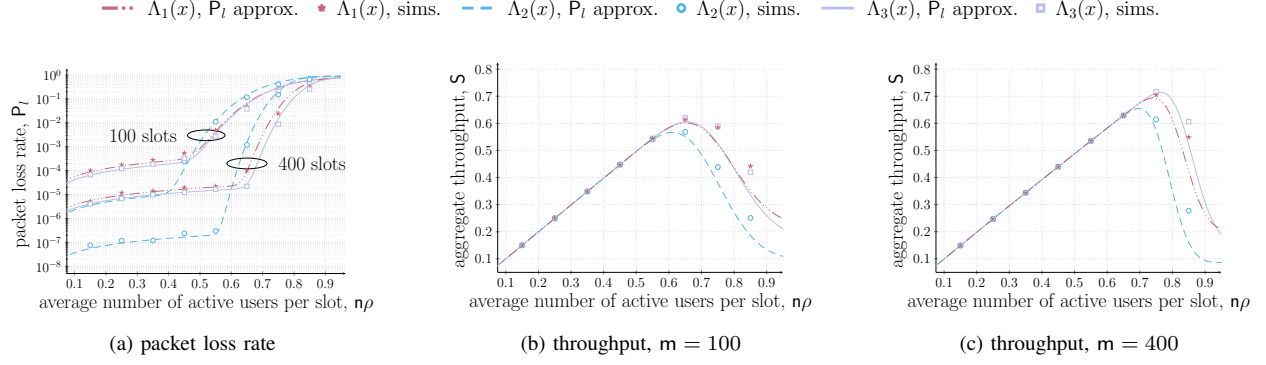 Λ₁(x), Pₗ approx. Λ₁(x), sims. Λ₂(x), Pₗ approx. Λ₂(x), sims. Λ₃(x), Pₗ approx. Λ₃(x), sims.
packet loss rate, Pₗ
10⁰
10⁻¹
10⁻²
10⁻³
10⁻⁴
10⁻⁵
10⁻⁶
10⁻⁷
10⁻⁸
100 slots
400 slots
0.1 0.2 0.3 0.4 0.5 0.6 0.7 0.8 0.9
average number of active users per slot, nρ
(a) packet loss rate
aggregate throughput, S
0.8
0.7
0.6
0.5
0.4
0.3
0.2
0.1
0.1 0.2 0.3 0.4 0.5 0.6 0.7 0.8 0.9
average number of active users per slot, nρ
(b) throughput, m = 100
aggregate throughput, S
0.8
0.7
0.6
0.5
0.4
0.3
0.2
0.1
0.1 0.2 0.3 0.4 0.5 0.6 0.7 0.8 0.9
average number of active users per slot, nρ
(c) throughput, m = 400